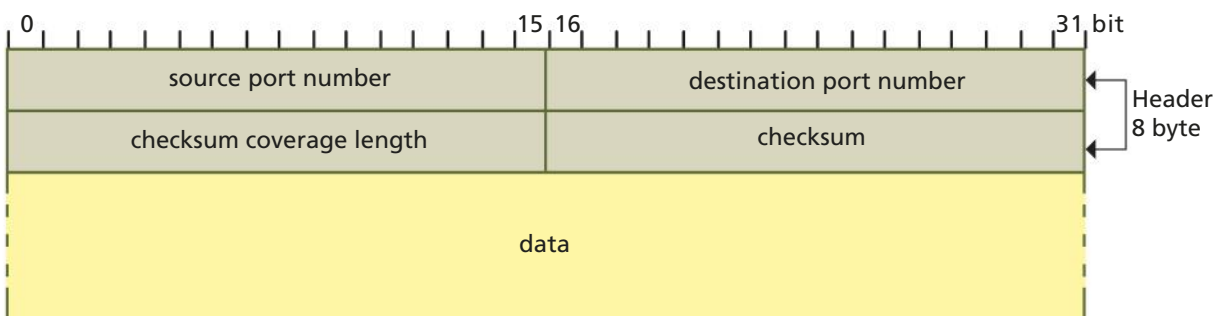 0 15 16 31 bit
source port number destination port number
Header
8 byte
checksum coverage length checksum
data